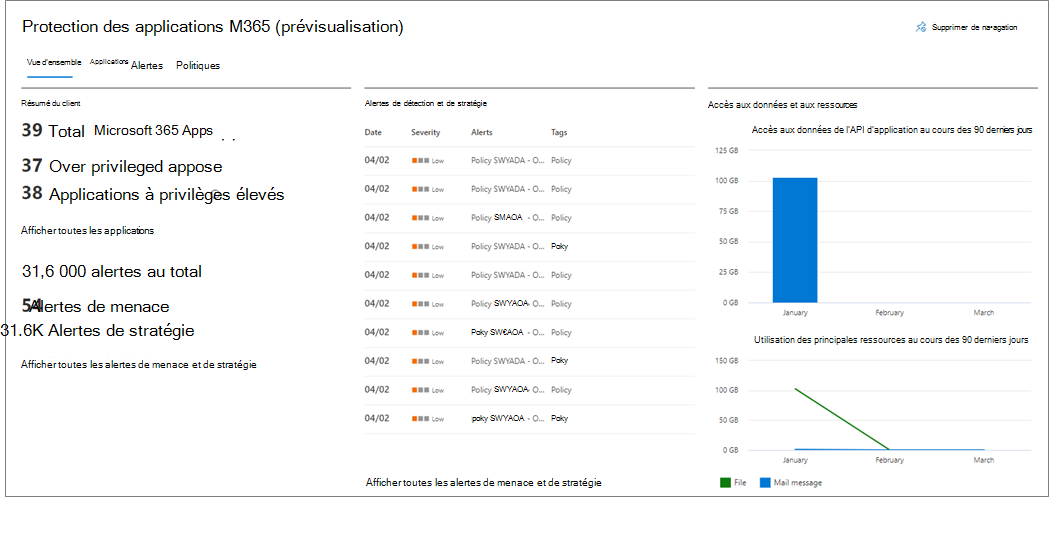 Protection des applications M365 (prévisualisation)
Supprimer de na•agation
Vue d'ensemble Applications Alertes Politiques
Résumé du client
39 Total Microsoft 365 Apps
37 Over privileged appose
38 Applications à privilèges élevés
Afficher toutes les applications
31,6 000 alertes au total
54 Alertes de menace
31.6K Alertes de stratégie
Afficher toutes les alertes de menace et de stratégie
Alertes de détection et de stratégie
Date Severity Alerts Tags
04/02 Low Policy SWYADA - O... Policy
04/02 Low Policy SWYADA - O... Policy
04/02 Low Policy SMAOA - O... Policy
04/02 Low Policy SWYADA - O... Poky
04/02 Low Policy SWYADA - O... Policy
04/02 Low Policy SWYAOA- O... Policy
04/02 Low Poky SW€AOA - O... Policy
04/02 Low Policy SWYADA - O... Poky
04/02 Low Policy SWYAOA- O... Policy
04/02 Low poky SWYAOA - O... Poky
Afficher toutes les alertes de menace et de stratégie
Accès aux données et aux ressources
Accès aux données de l'API d'application au cours des 90 derniers jours
125 GB
100 GB
75 GB
50 GB
25 GB
0 GB
January February March
Utilisation des principales ressources au cours des 90 derniers jours
150 GB
100 GB
50 GB
0 GB
January February March
File Mail message